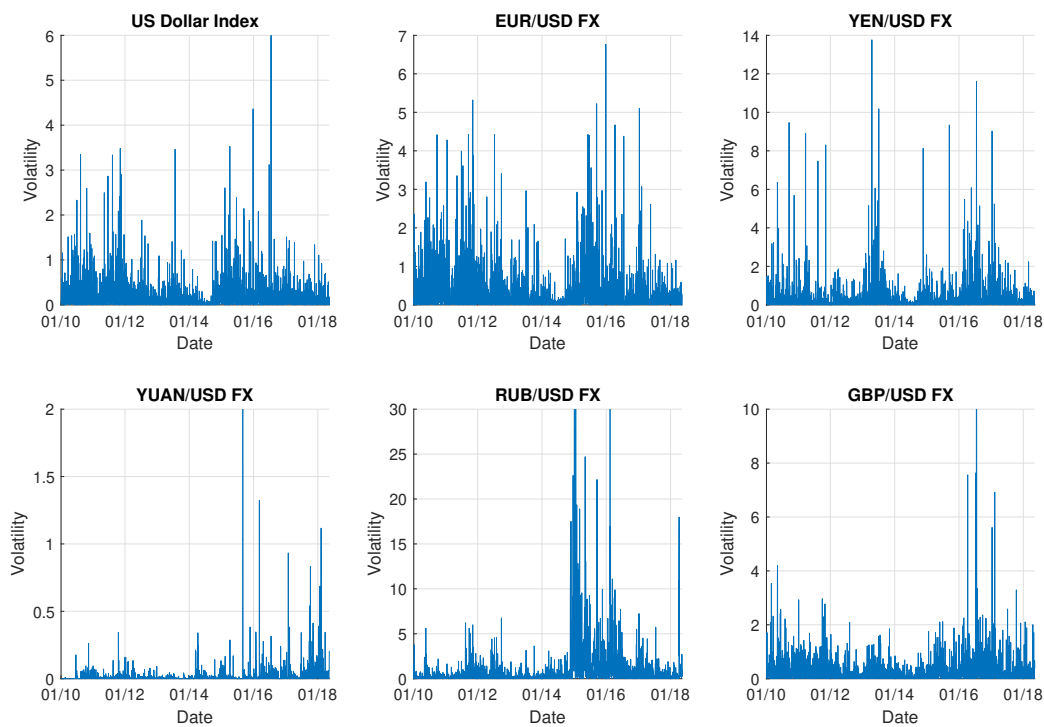 US Dollar Index
6
5
4
3
2
1
0
01/10 01/12 01/14 01/16 01/18
Volatility
Date
EUR/USD FX
7
6
5
4
3
2
1
0
01/10 01/12 01/14 01/16 01/18
Volatility
Date
YEN/USD FX
14
12
10
8
6
4
2
0
01/10 01/12 01/14 01/16 01/18
Volatility
Date
YUAN/USD FX
2
1.5
1
0.5
0
01/10 01/12 01/14 01/16 01/18
Volatility
Date
RUB/USD FX
30
25
20
15
10
5
0
01/10 01/12 01/14 01/16 01/18
Volatility
Date
GBP/USD FX
10
8
6
4
2
0
01/10 01/12 01/14 01/16 01/18
Volatility
Date